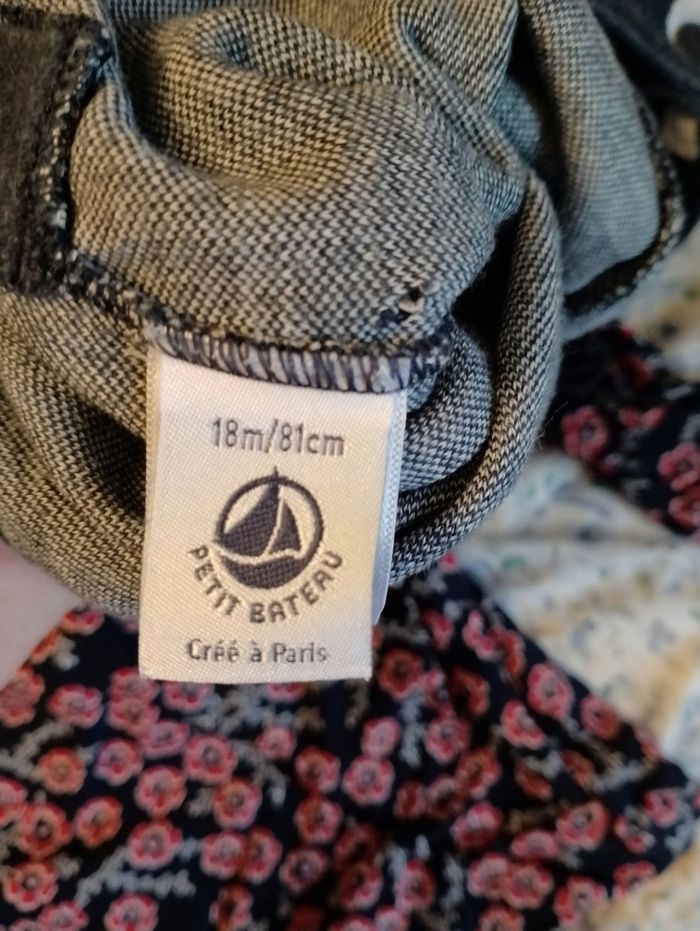 18m/81cm
PETIT BATEAU
Créé à Paris